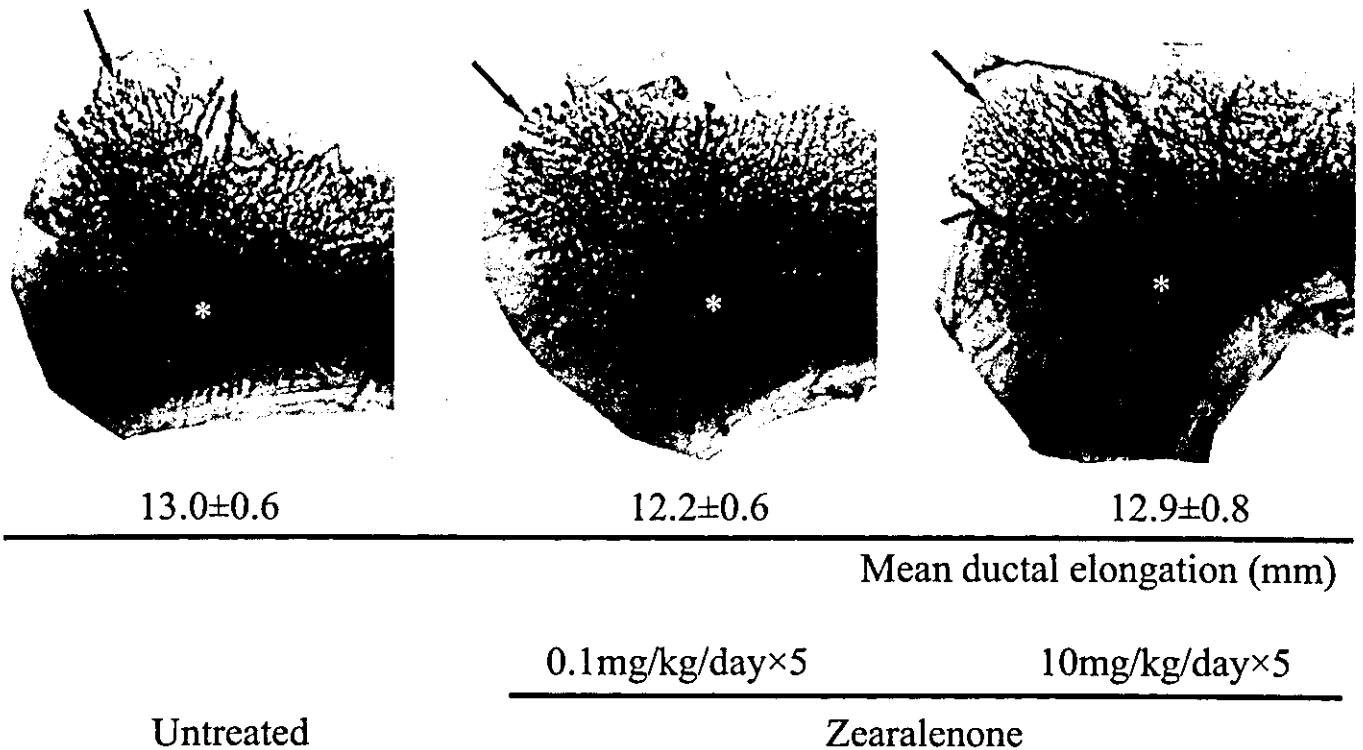 *
*
*
13.0±0.6 12.2±0.6 12.9±0.8
Mean ductal elongation (mm)
0.1mg/kg/day×5 10mg/kg/day×5
Untreated Zearalenone